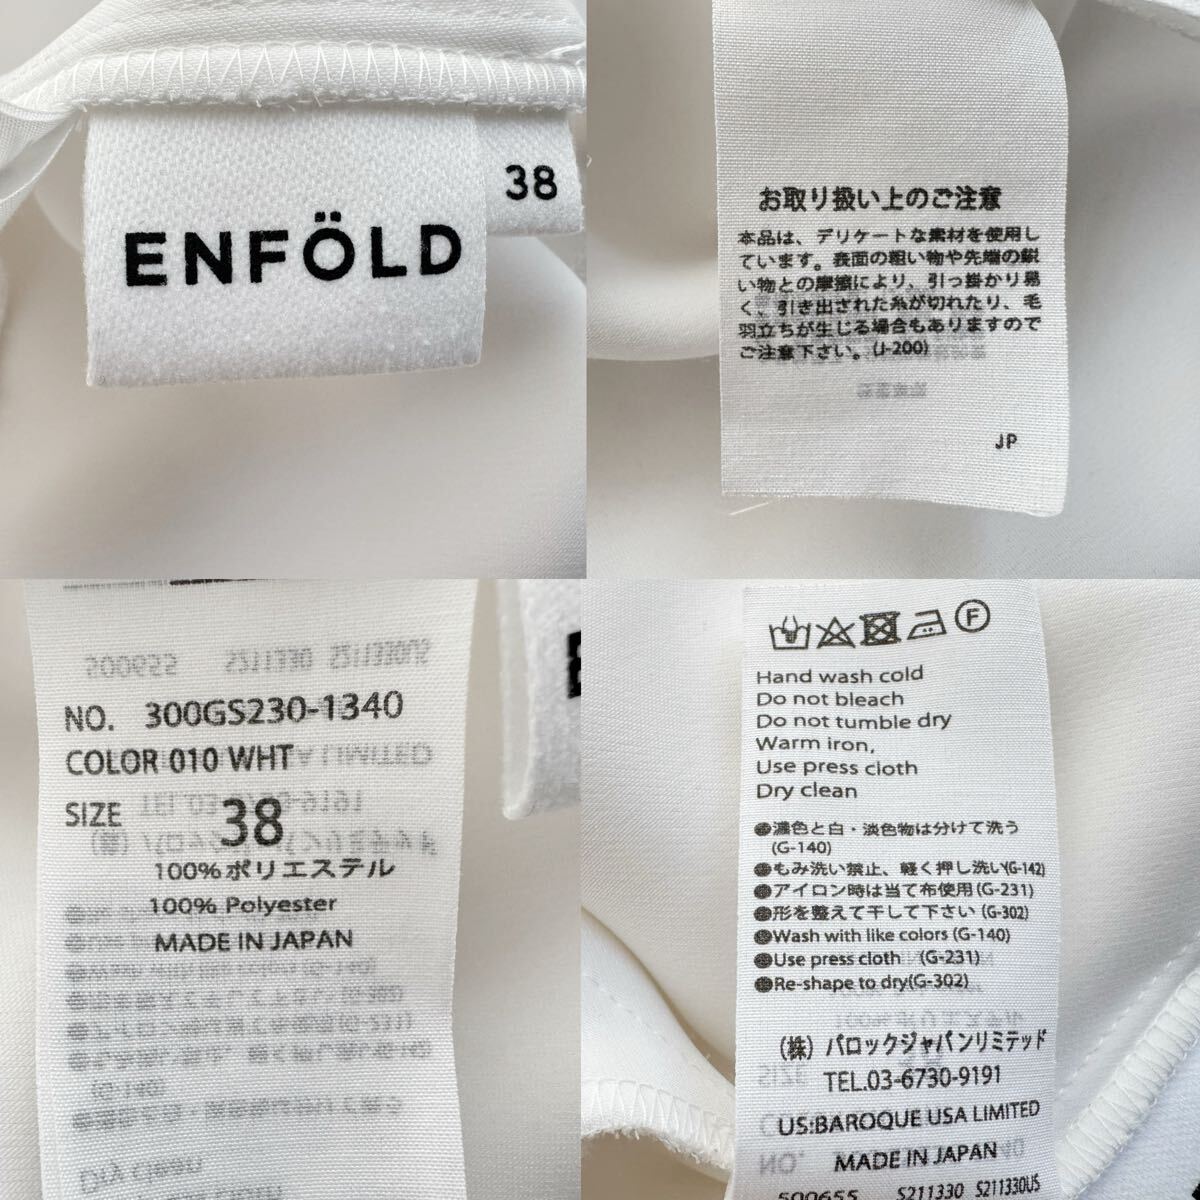 ENFÖLD
38
お取り扱い上のご注意
本品は、デリケートな素材を使用し
ています。表面の粗い物や先端の鋭
い物との摩擦により、引っ掛かり易
く、引き出された糸が切れたり、毛
羽立ちが生じる場合もありますので
ご注意下さい。(J-200)
JP
NO. 300GS230-1340
COLOR 010 WHT
SIZE 38
100%ポリエステル
100% Polyester
MADE IN JAPAN
F
Hand wash cold
Do not bleach
Do not tumble dry
Warm iron,
Use press cloth
Dry clean
●濃色と白・淡色物は分けて洗う
(G-140)
●もみ洗い禁止、軽く押し洗い(G-142)
●アイロン時は当て布使用(G-231)
●形を整えて干して下さい(G-302)
●Wash with like colors (G-140)
●Use press cloth (G-231)
●Re-shape to dry(G-302)
(株) バロックジャパンリミテッド
TEL.03-6730-9191
US:BAROQUE USA LIMITED
MADE IN JAPAN
500655 S211330 S211330US